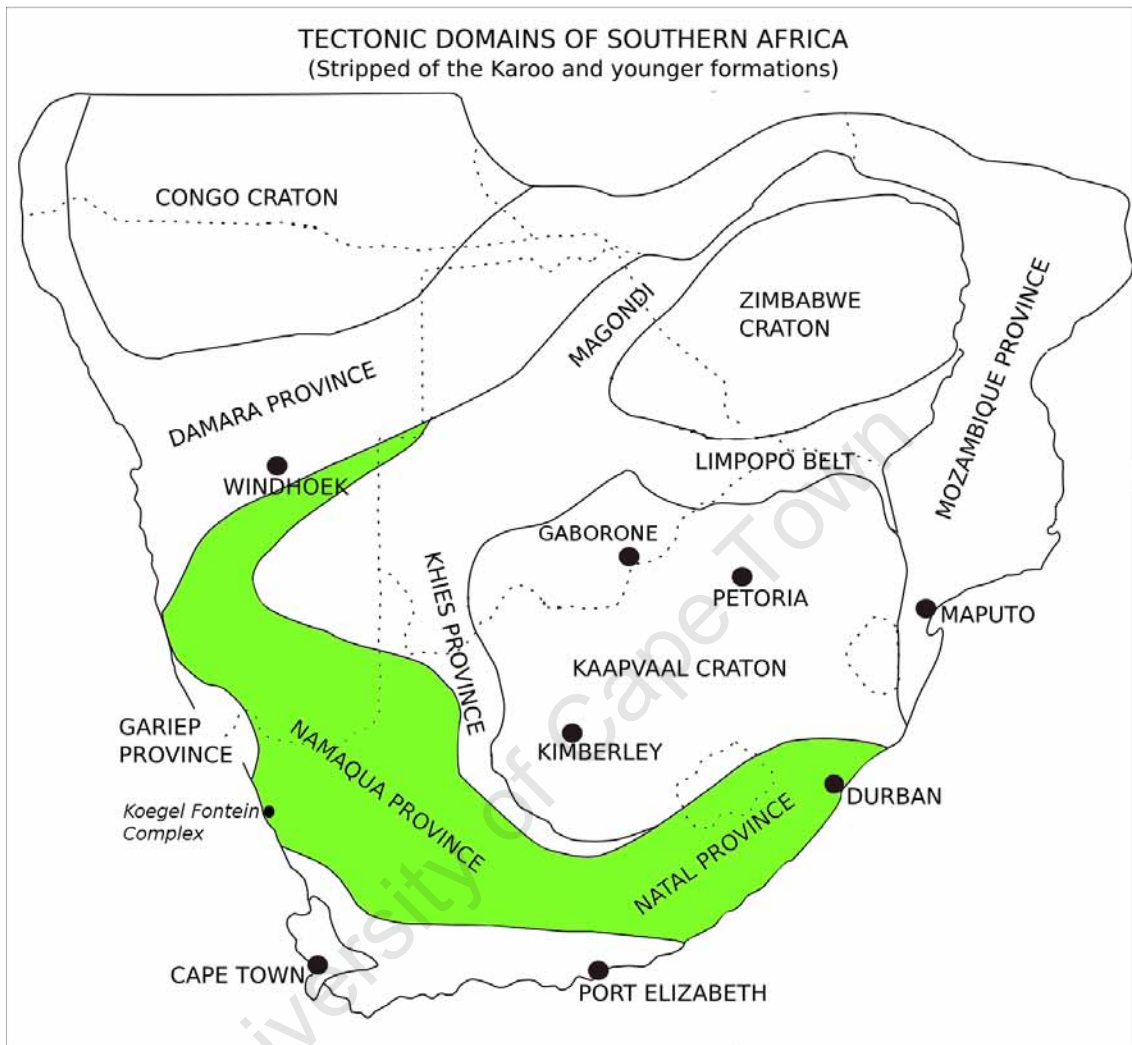 TECTONIC DOMAINS OF SOUTHERN AFRICA
(Stripped of the Karoo and younger formations)
CONGO CRATON
ZIMBABWE
CRATON
MAGONDI
MOZAMBIQUE PROVINCE
DAMARA PROVINCE
WINDHOEK
LIMPOPO BELT
GABORONE
PETORIA
KHIES PROVINCE
MAPUTO
KAAPVAAL CRATON
GARIEP
PROVINCE
NAMAQUA PROVINCE
KIMBERLEY
Koegel Fontein
Complex
DURBAN
NATAL PROVINCE
CAPE TOWN
PORT ELIZABETH
University of Cape Town